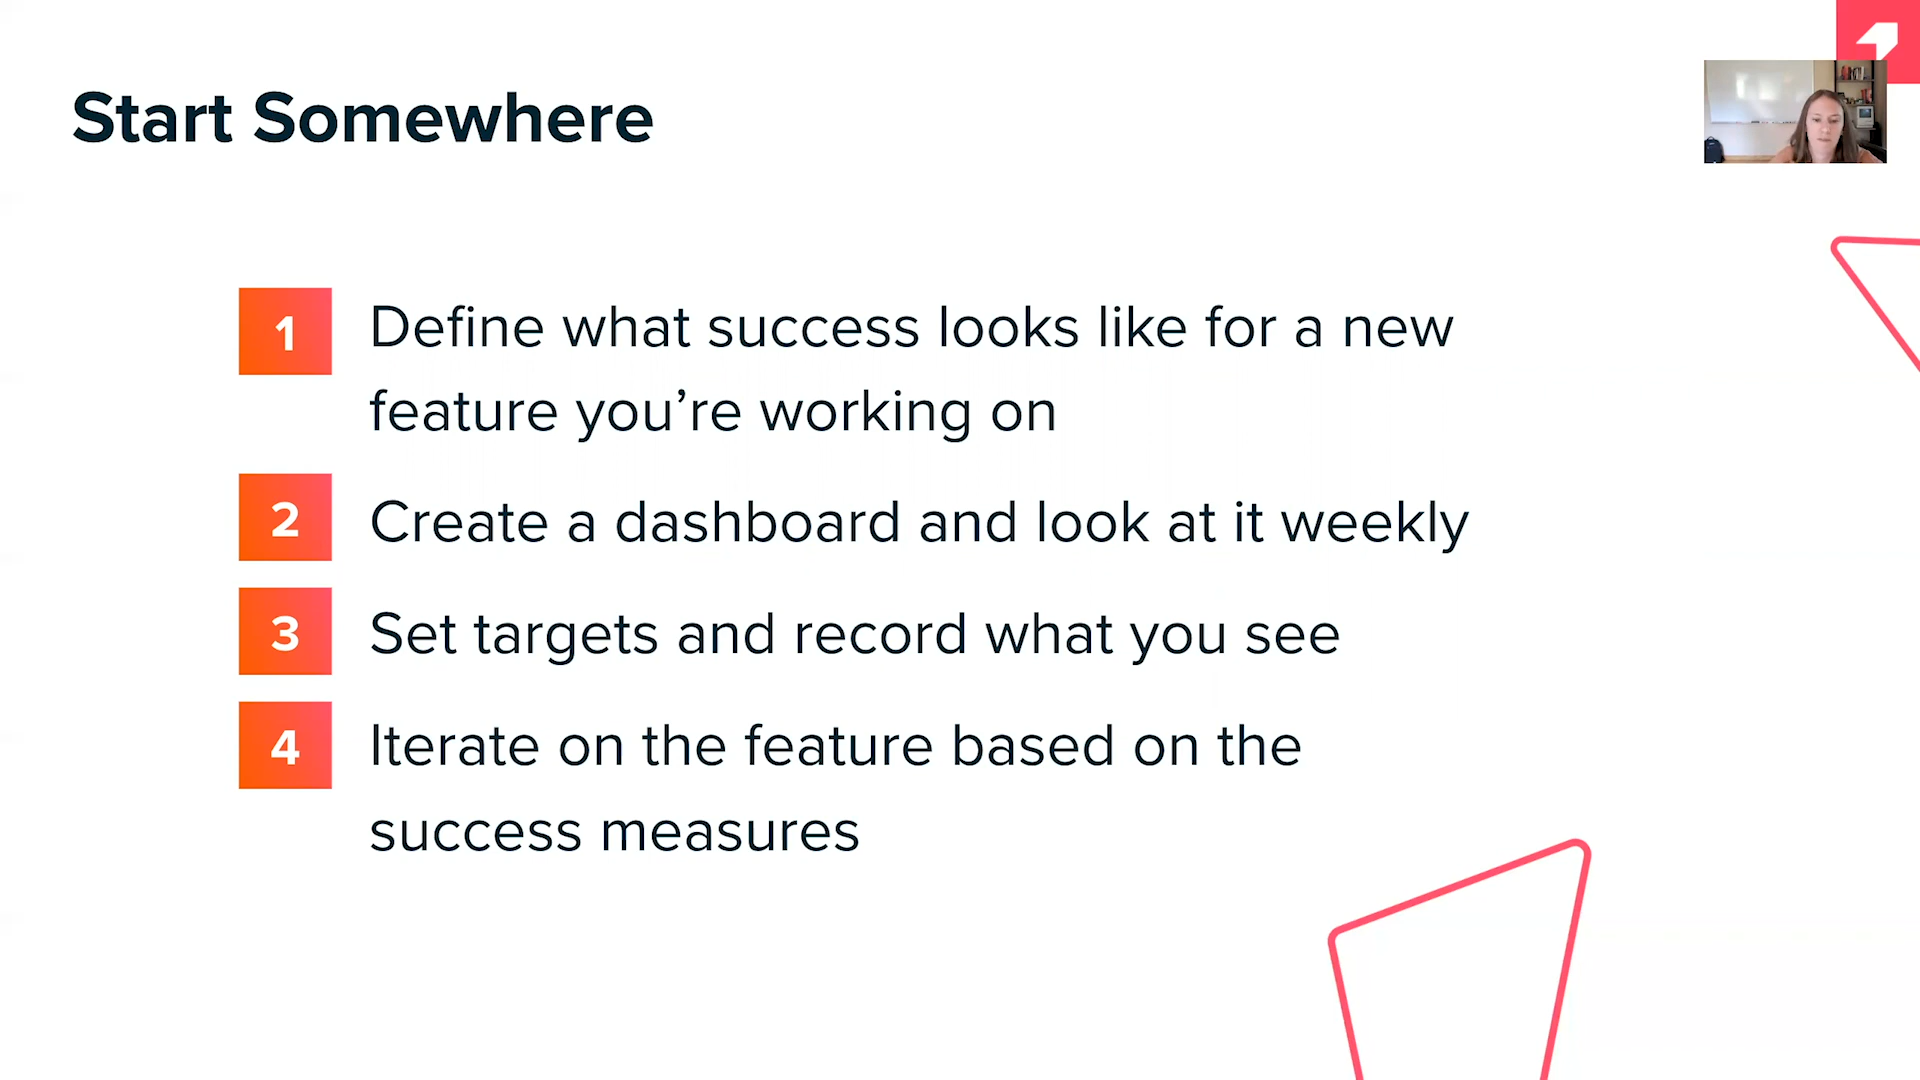 Start Somewhere
1
Define what success looks like for a new
feature you’re working on
2
Create a dashboard and look at it weekly
3
Set targets and record what you see
4
Iterate on the feature based on the
success measures